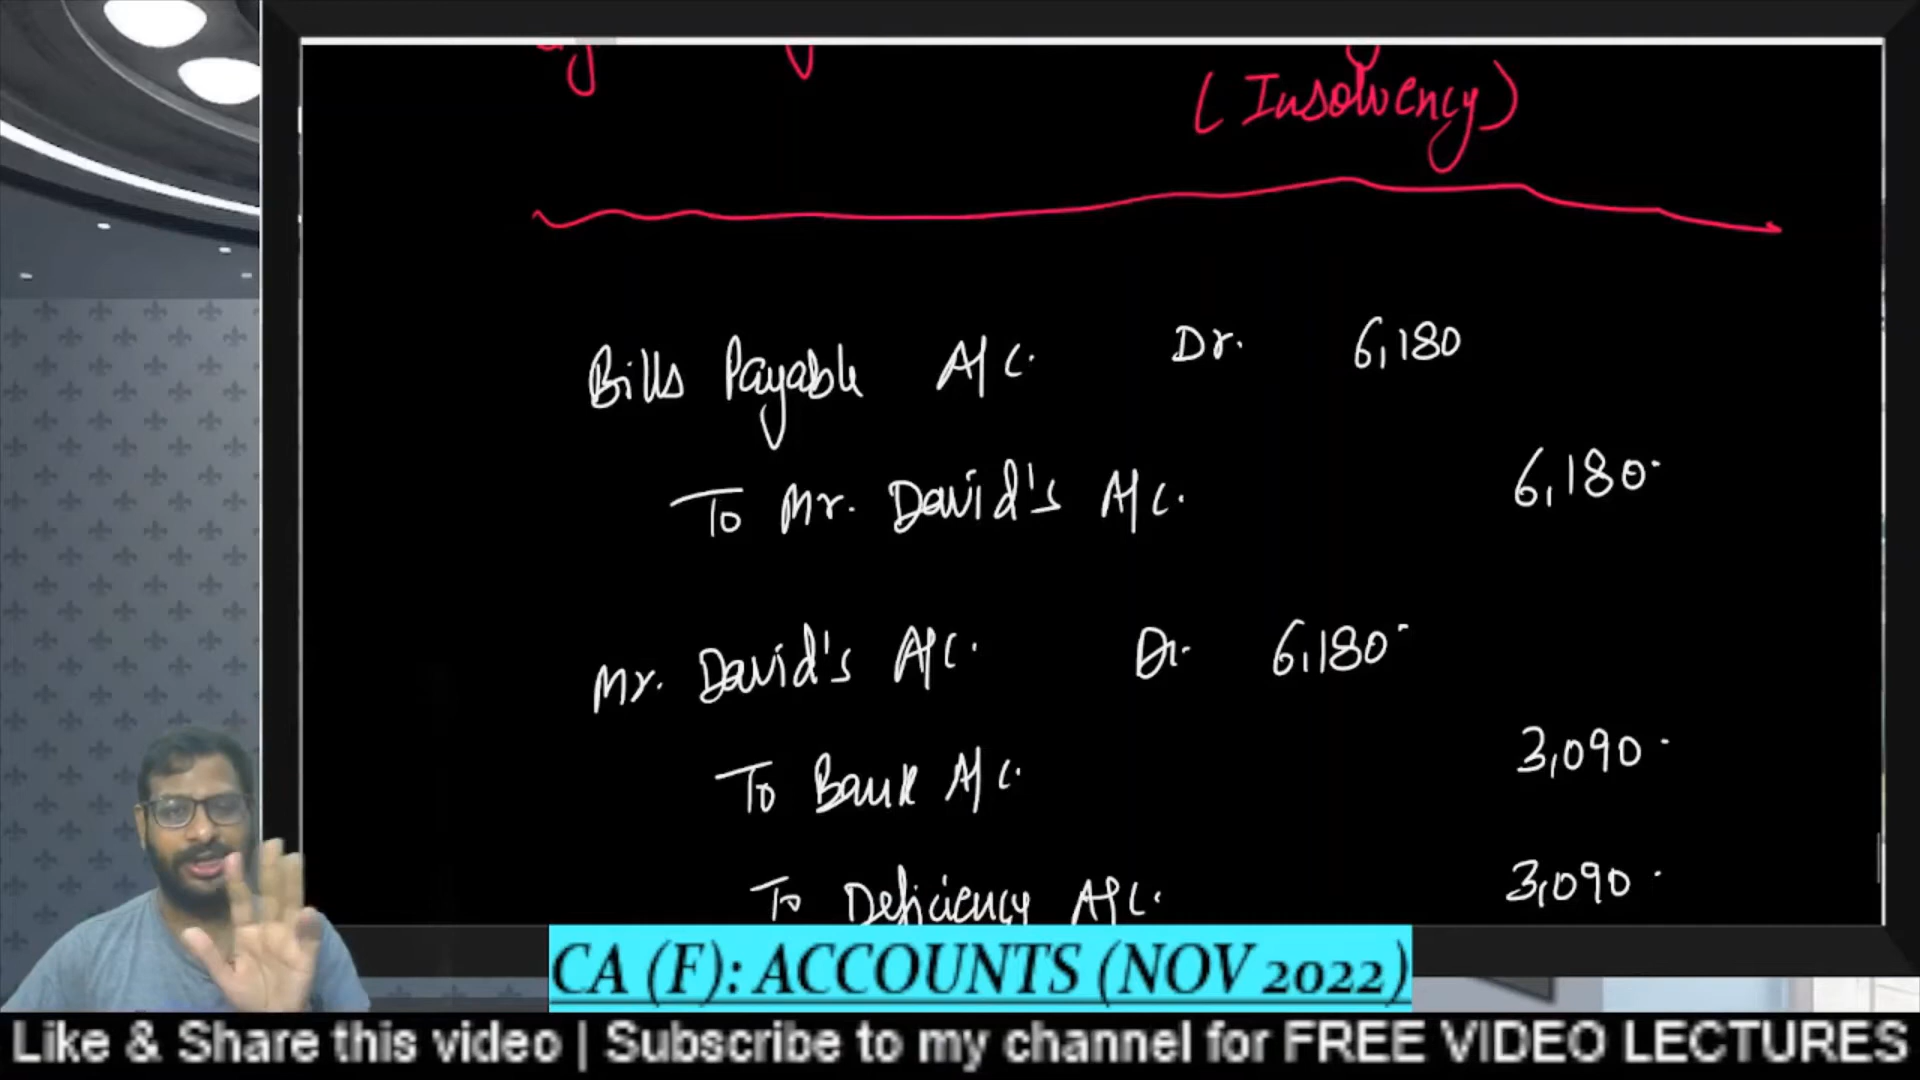 (Insolvency)
Bills Payable A/c. Dr. 6,180
To Mr. David's A/c. 6,180
Mr. David's A/c. Dr. 6,180
To Bank A/c. 3,090
To Deficiency A/c. 3,090
CA (F): ACCOUNTS (NOV 2022)
Like & Share this video | Subscribe to my channel for FREE VIDEO LECTURES